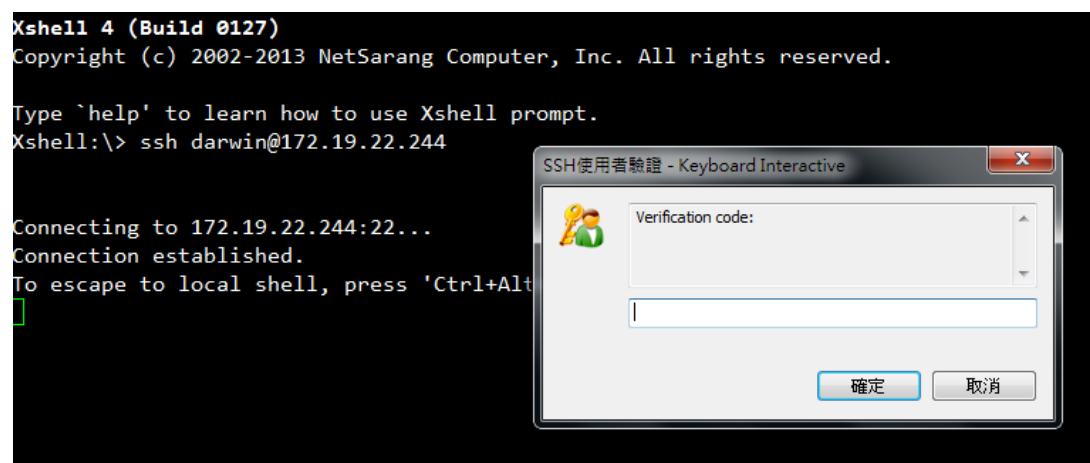 Xshell 4 (Build 0127)
Copyright (c) 2002-2013 NetSarang Computer, Inc. All rights reserved.
Type `help' to learn how to use Xshell prompt.
Xshell:\> ssh darwin@172.19.22.244
Connecting to 172.19.22.244:22...
Connection established.
To escape to local shell, press 'Ctrl+Alt
SSH使用者驗證 - Keyboard Interactive
Verification code:
確定
取消